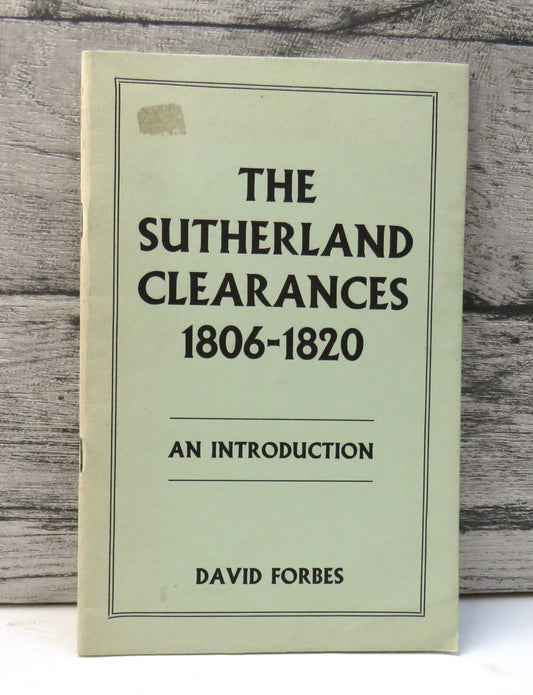 THE
SUTHERLAND
CLEARANCES
1806-1820
AN INTRODUCTION
DAVID FORBES